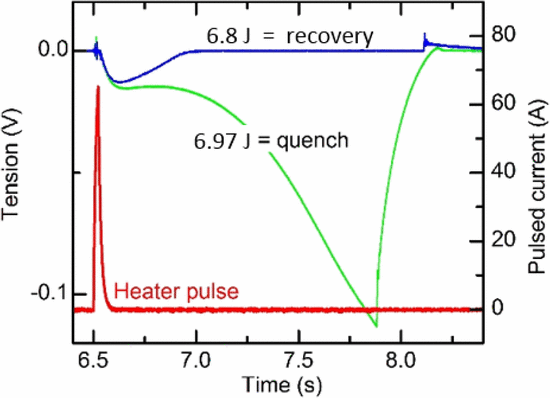 6.8 J = recovery
6.97 J = quench
Heater pulse
Tension (V)
0.0
-0.1
Pulsed current (A)
80
60
40
20
0
6.5 7.0 7.5 8.0
Time (s)